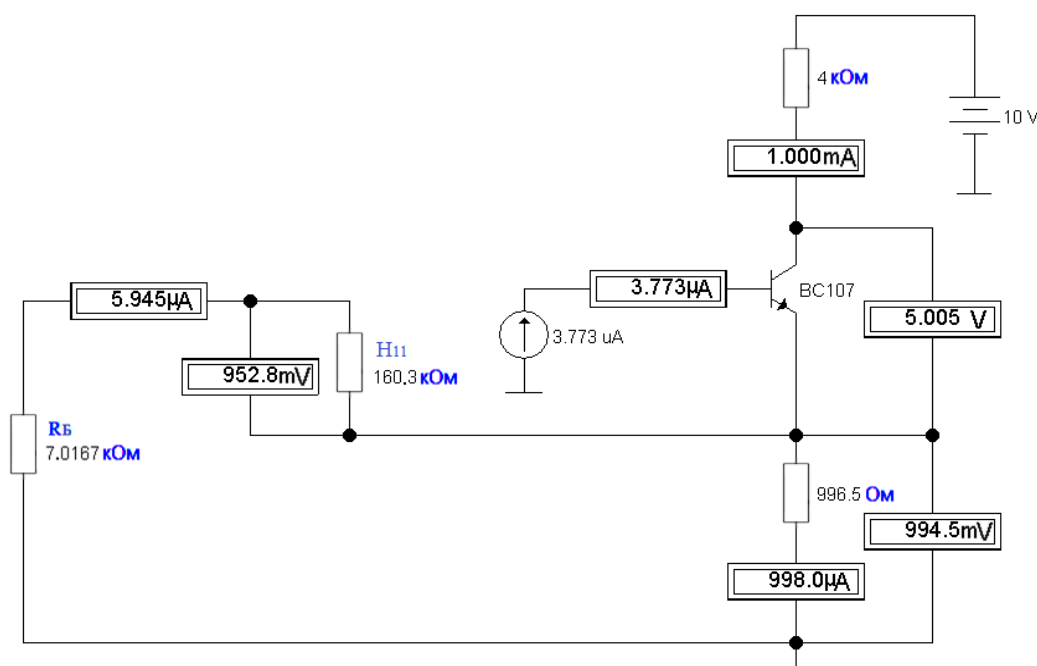 4 кОм
10 V
1.000mA
BC107
5.945µA
3.773µA
3.773 uA
5.005 V
H11
160.3 кОм
952.8mV
RБ
7.0167 кОм
996.5 Ом
994.5mV
998.0µA